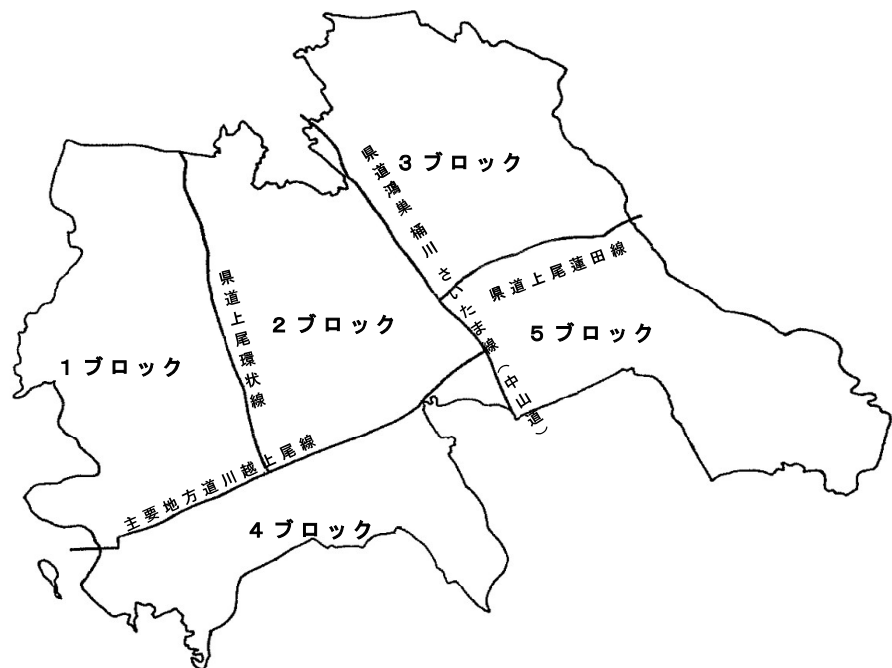 3 ブロック
県道鴻巣桶川さいたま線(中山道)
県道上尾蓮田線
県道上尾環状線
2 ブロック
5 ブロック
1 ブロック
主要地方道川越上尾線
4 ブロック